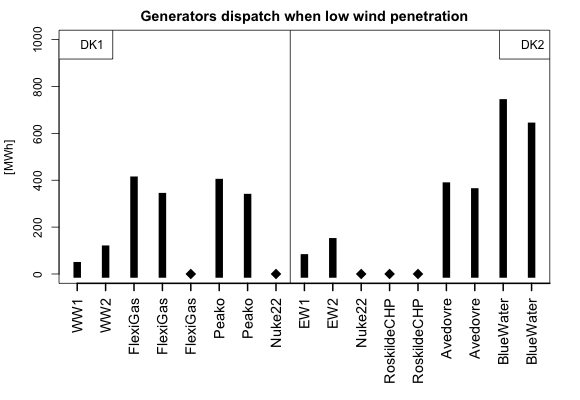 Generators dispatch when low wind penetration
DK1
DK2
[MWh]
1000
800
600
400
200
0
WW1
WW2
FlexiGas
FlexiGas
FlexiGas
Peako
Peako
Nuke22
EW1
EW2
Nuke22
RoskildeCHP
RoskildeCHP
Avedovre
Avedovre
BlueWater
BlueWater